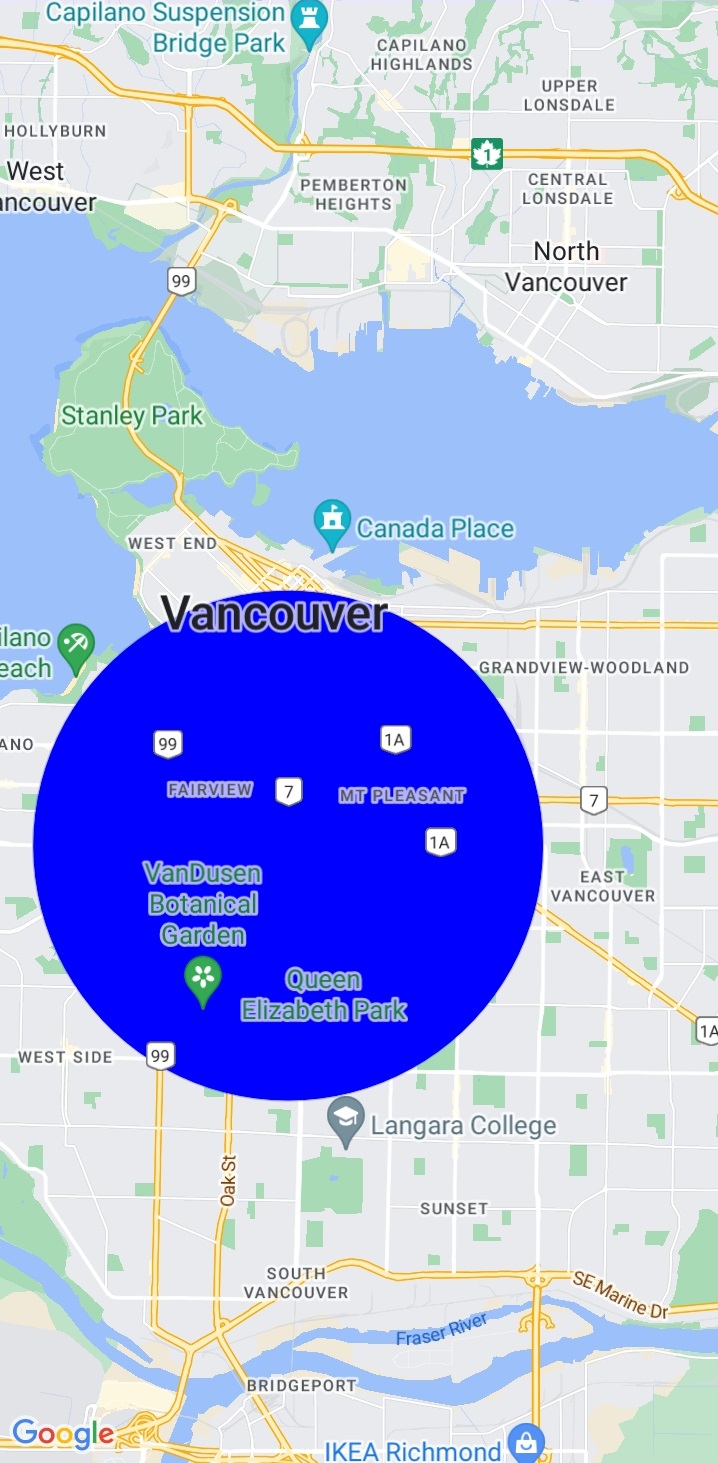 Capilano Suspension
Bridge Park
CAPILANO
HIGHLANDS
UPPER
LONSDALE
HOLLYBURN
1
West
ancouver
PEMBERTON
HEIGHTS
CENTRAL
LONSDALE
North
Vancouver
99
Stanley Park
Canada Place
WEST END
Vancouver
ilano
each
GRANDVIEW-WOODLAND
ANO
99
1A
FAIRVIEW
7
MT PLEASANT
7
1A
VanDusen
Botanical
Garden
EAST
VANCOUVER
Queen
Elizabeth Park
1A
WEST SIDE
99
Langara College
Oak St
SUNSET
SOUTH
VANCOUVER
SE Marine Dr
Fraser River
BRIDGEPORT
Google
IKEA Richmond